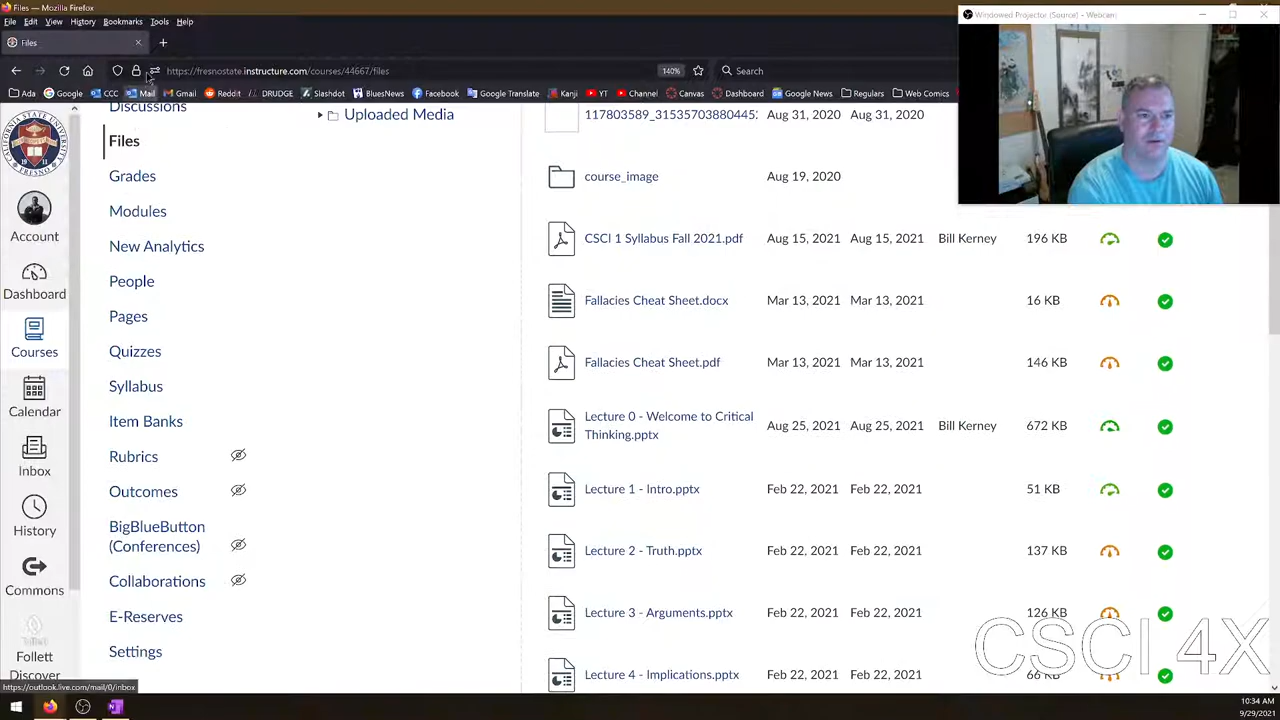 Files — Mozilla Firefox
File Edit View History Bookmarks Tools Help
Files
https://fresnostate.instructure.com/courses/44667/files 140% Search
Ada Google CCC Mail Gmail Reddit DRUDGE Slashdot BluesNews Facebook Google Translate Kanji YT Channel Canvas Dashboard Google News Regulars Web Comics
Windowed Projector (Source) - Webcam
1911
Account
Dashboard
Courses
Calendar
Inbox
History
Commons
Follett
Discover
Discussions
Files
Grades
Modules
New Analytics
People
Pages
Quizzes
Syllabus
Item Banks
Rubrics
Outcomes
BigBlueButton
(Conferences)
Collaborations
E-Reserves
Settings
Uploaded Media
117803589_31535703880445 Aug 31, 2020 Aug 31, 2020
course_image Aug 19, 2020
CSCI 1 Syllabus Fall 2021.pdf Aug 15, 2021 Aug 15, 2021 Bill Kerney 196 KB
Fallacies Cheat Sheet.docx Mar 13, 2021 Mar 13, 2021 16 KB
Fallacies Cheat Sheet.pdf Mar 13, 2021 Mar 13, 2021 146 KB
Lecture 0 - Welcome to Critical
Thinking.pptx Aug 25, 2021 Aug 25, 2021 Bill Kerney 672 KB
Lecture 1 - Intro.pptx Feb 22, 2021 Feb 22, 2021 51 KB
Lecture 2 - Truth.pptx Feb 22, 2021 Feb 22, 2021 137 KB
Lecture 3 - Arguments.pptx Feb 22, 2021 Feb 22, 2021 126 KB
Lecture 4 - Implications.pptx Feb 22, 2021 Feb 22, 2021 66 KB
CSCI 4X
https://outlook.live.com/mail/0/inbox
10:34 AM
9/29/2021